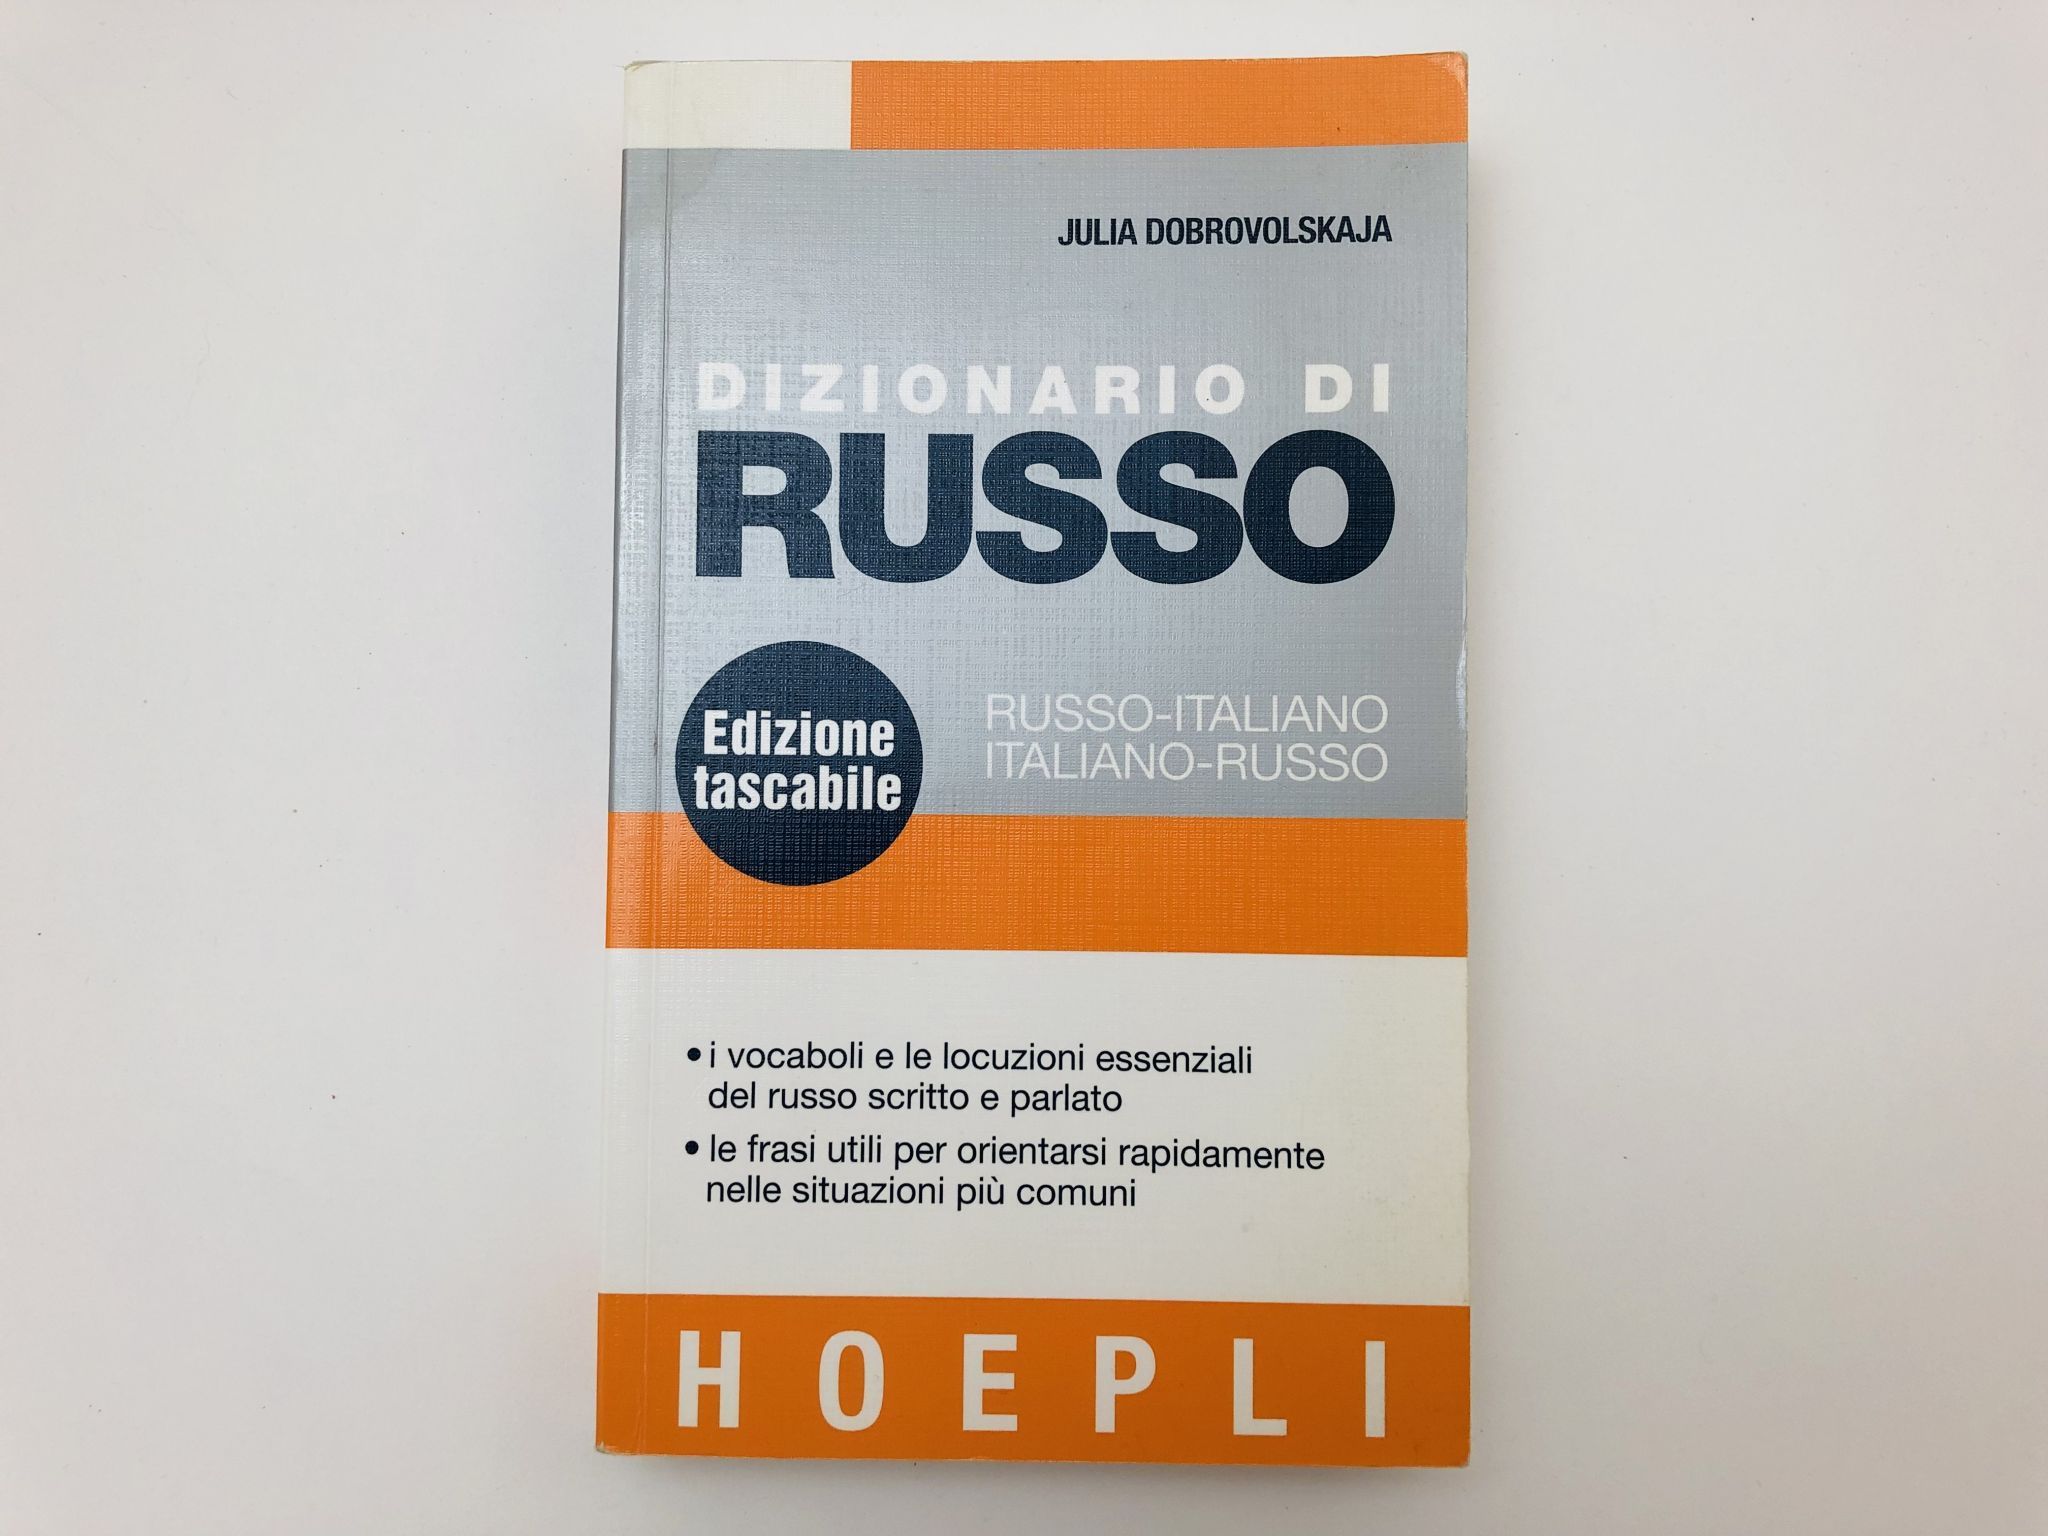 JULIA DOBROVOLSKAJA
DIZIONARIO DI
RUSSO
Edizione
tascabile
RUSSO-ITALIANO
ITALIANO-RUSSO
• i vocaboli e le locuzioni essenziali
del russo scritto e parlato
• le frasi utili per orientarsi rapidamente
nelle situazioni più comuni
HOEPLI